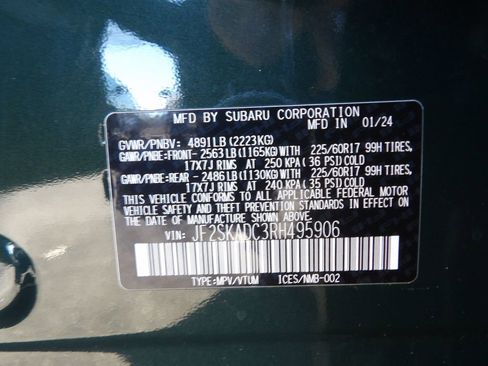 MFD BY SUBARU CORPORATION
MFD IN 01/24
GVWR/PNBV: 4891LB(2223KG)
GAWR/PNBE:FRONT-2563LB(1165KG)WITH 225/60R17 99H TIRES,
17X7J RIMS AT 250 KPA(36 PSI)COLD
GAWR/PNBE:REAR -2486LB(1130KG)WITH 225/60R17 99H TIRES,
17X7J RIMS AT 240 KPA(35 PSI)COLD
THIS VEHICLE CONFORMS TO ALL APPLICABLE FEDERAL MOTOR
VEHICLE SAFETY AND THEFT PREVENTION STANDARDS IN
EFFECT ON THE DATE OF MANUFACTURE SHOWN ABOVE.
VIN: JF2SKADC3RH495906
TYPE:MPV/VTUM ICES/NMB-002